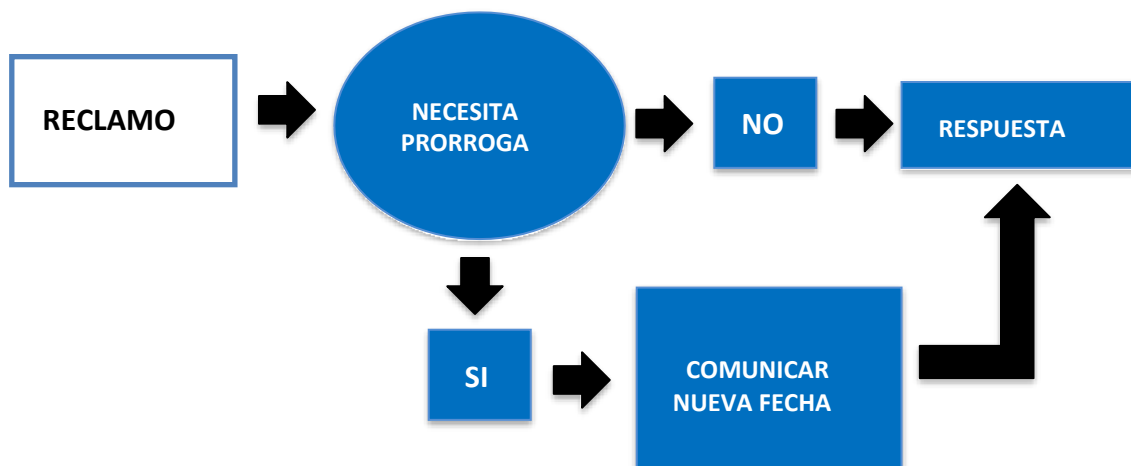 RECLAMO
NECESITA
PRORROGA
NO
RESPUESTA
SI
COMUNICAR
NUEVA FECHA